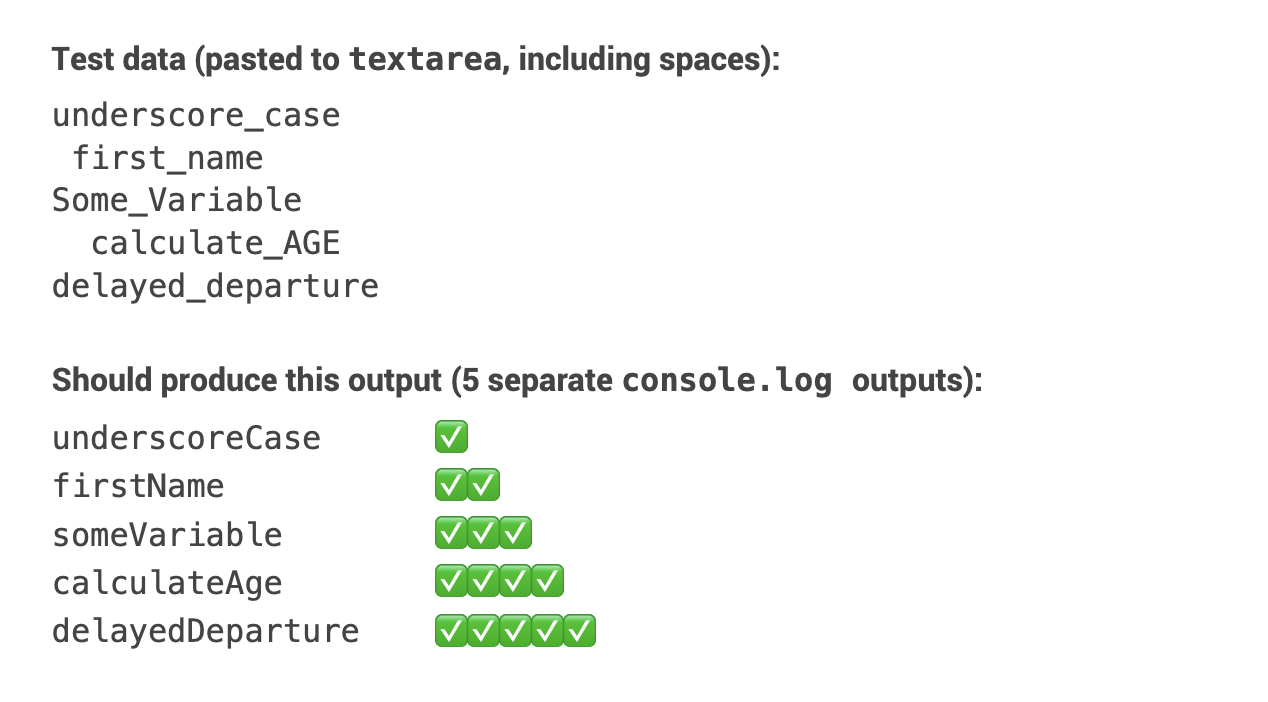 Test data (pasted to textarea, including spaces):
underscore_case
 first_name
Some_Variable
  calculate_AGE
delayed_departure
Should produce this output (5 separate console.log outputs):
underscoreCase ✅
firstName ✅✅
someVariable ✅✅✅
calculateAge ✅✅✅✅
delayedDeparture ✅✅✅✅✅